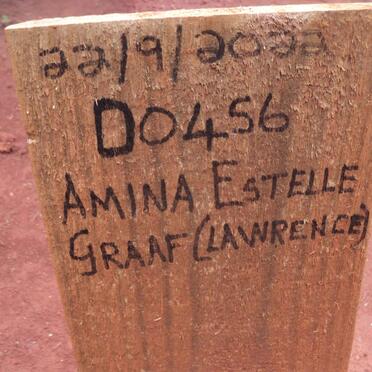 22/9/2022
D0456
AMINA ESTELLE
GRAAF (LAWRENCE)